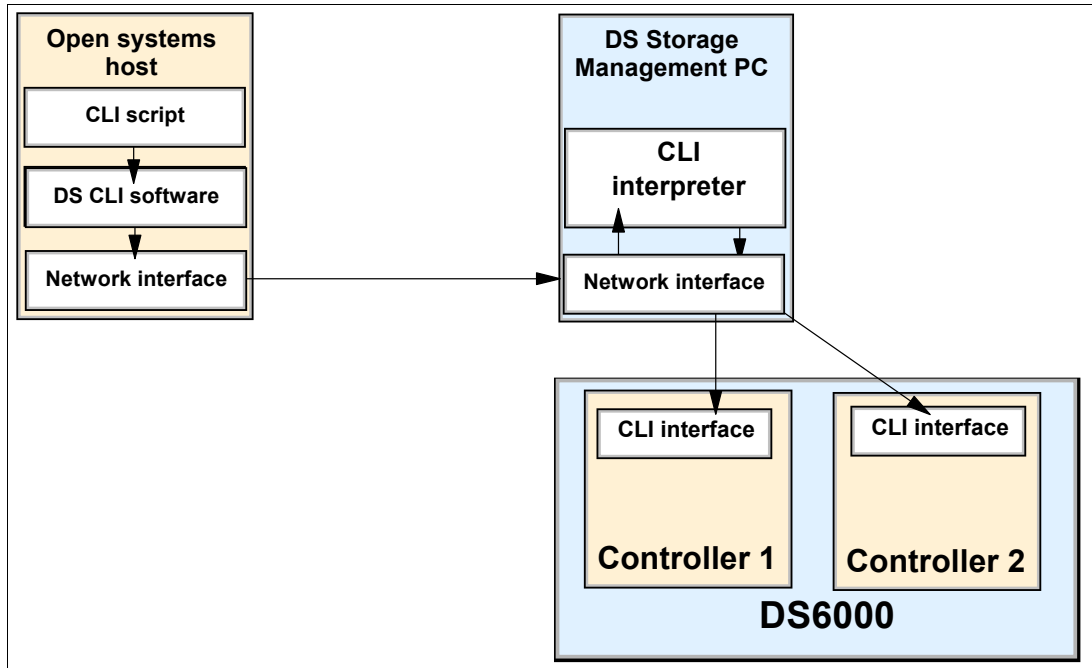 Open systems
host
CLI script
DS CLI software
Network interface
DS Storage
Management PC
CLI
interpreter
Network interface
CLI interface
Controller 1
CLI interface
Controller 2
DS6000